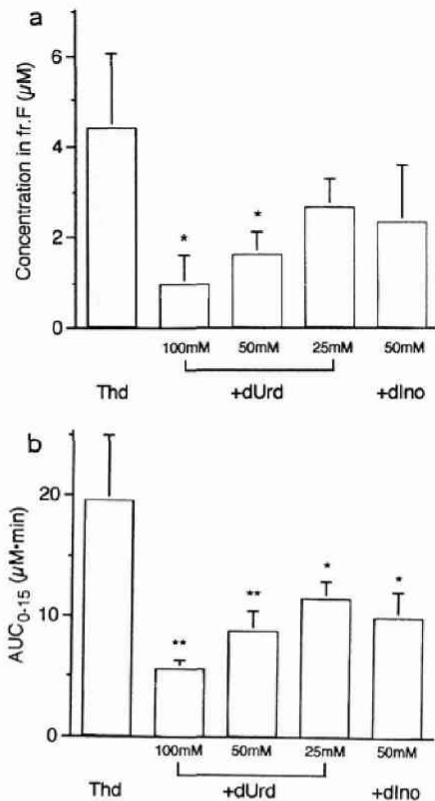 a
Concentration in fr.F (µM)
6
4
2
0
*
*
100mM 50mM 25mM 50mM
Thd +dUrd +dIno
b
AUC0-15 (µM•min)
20
10
0
**
**
*
*
100mM 50mM 25mM 50mM
Thd +dUrd +dIno